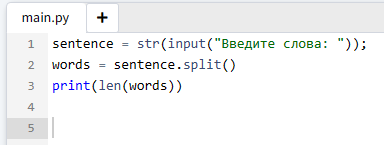 main.py +
1 sentence = str(input("Введите слова: "));
2 words = sentence.split()
3 print(len(words))
4
5